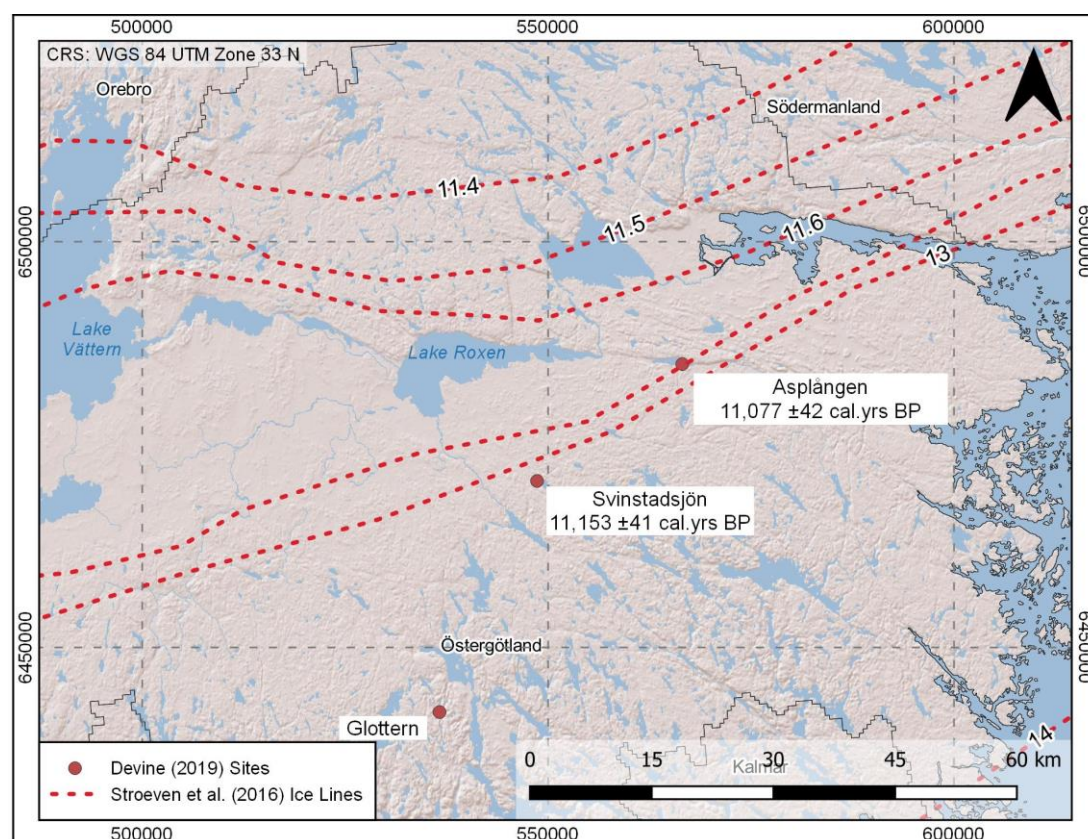 500000
550000
600000
CRS: WGS 84 UTM Zone 33 N
Orebro
Södermanland
11.4
11.5
11.6
13
6500000
6500000
Lake
Vättern
Lake Roxen
Asplången
11,077 ±42 cal.yrs BP
Svinstadsjön
11,153 ±41 cal.yrs BP
6450000
6450000
Östergötland
Glottern
14
Kalmar
0 15 30 45 60 km
Devine (2019) Sites
Stroeven et al. (2016) Ice Lines
500000
550000
600000